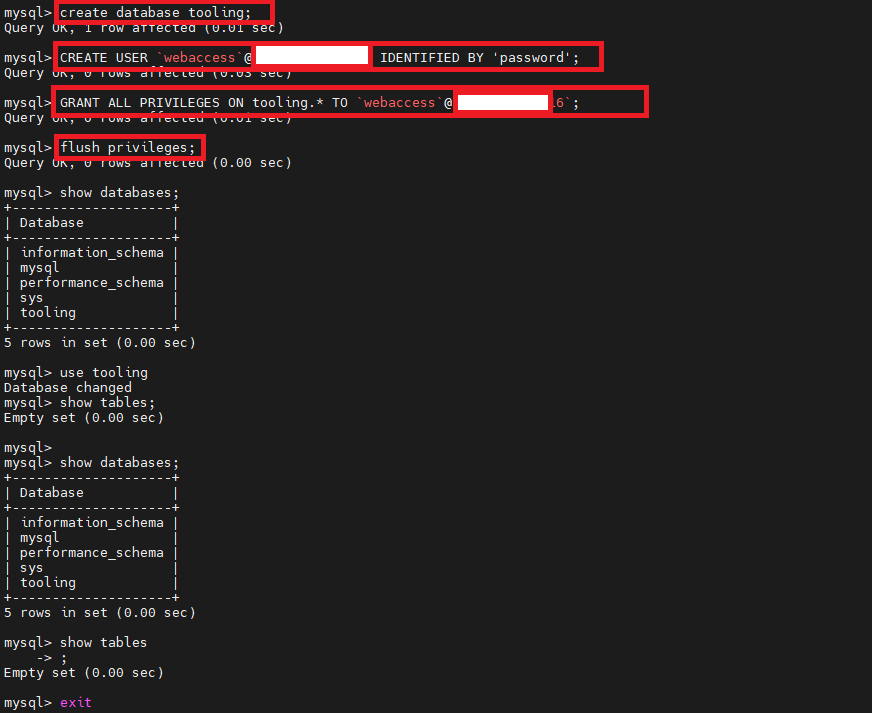 mysql> create database tooling;
Query OK, 1 row affected (0.01 sec)
mysql> CREATE USER `webaccess`@ IDENTIFIED BY 'password';
Query OK, 0 rows affected (0.03 sec)
mysql> GRANT ALL PRIVILEGES ON tooling.* TO `webaccess`@ 6`;
Query OK, 0 rows affected (0.01 sec)
mysql> flush privileges;
Query OK, 0 rows affected (0.00 sec)
mysql> show databases;
+--------------------+
| Database           |
+--------------------+
| information_schema |
| mysql              |
| performance_schema |
| sys                |
| tooling            |
+--------------------+
5 rows in set (0.00 sec)
mysql> use tooling
Database changed
mysql> show tables;
Empty set (0.00 sec)
mysql>
mysql> show databases;
+--------------------+
| Database           |
+--------------------+
| information_schema |
| mysql              |
| performance_schema |
| sys                |
| tooling            |
+--------------------+
5 rows in set (0.00 sec)
mysql> show tables
    -> ;
Empty set (0.00 sec)
mysql> exit